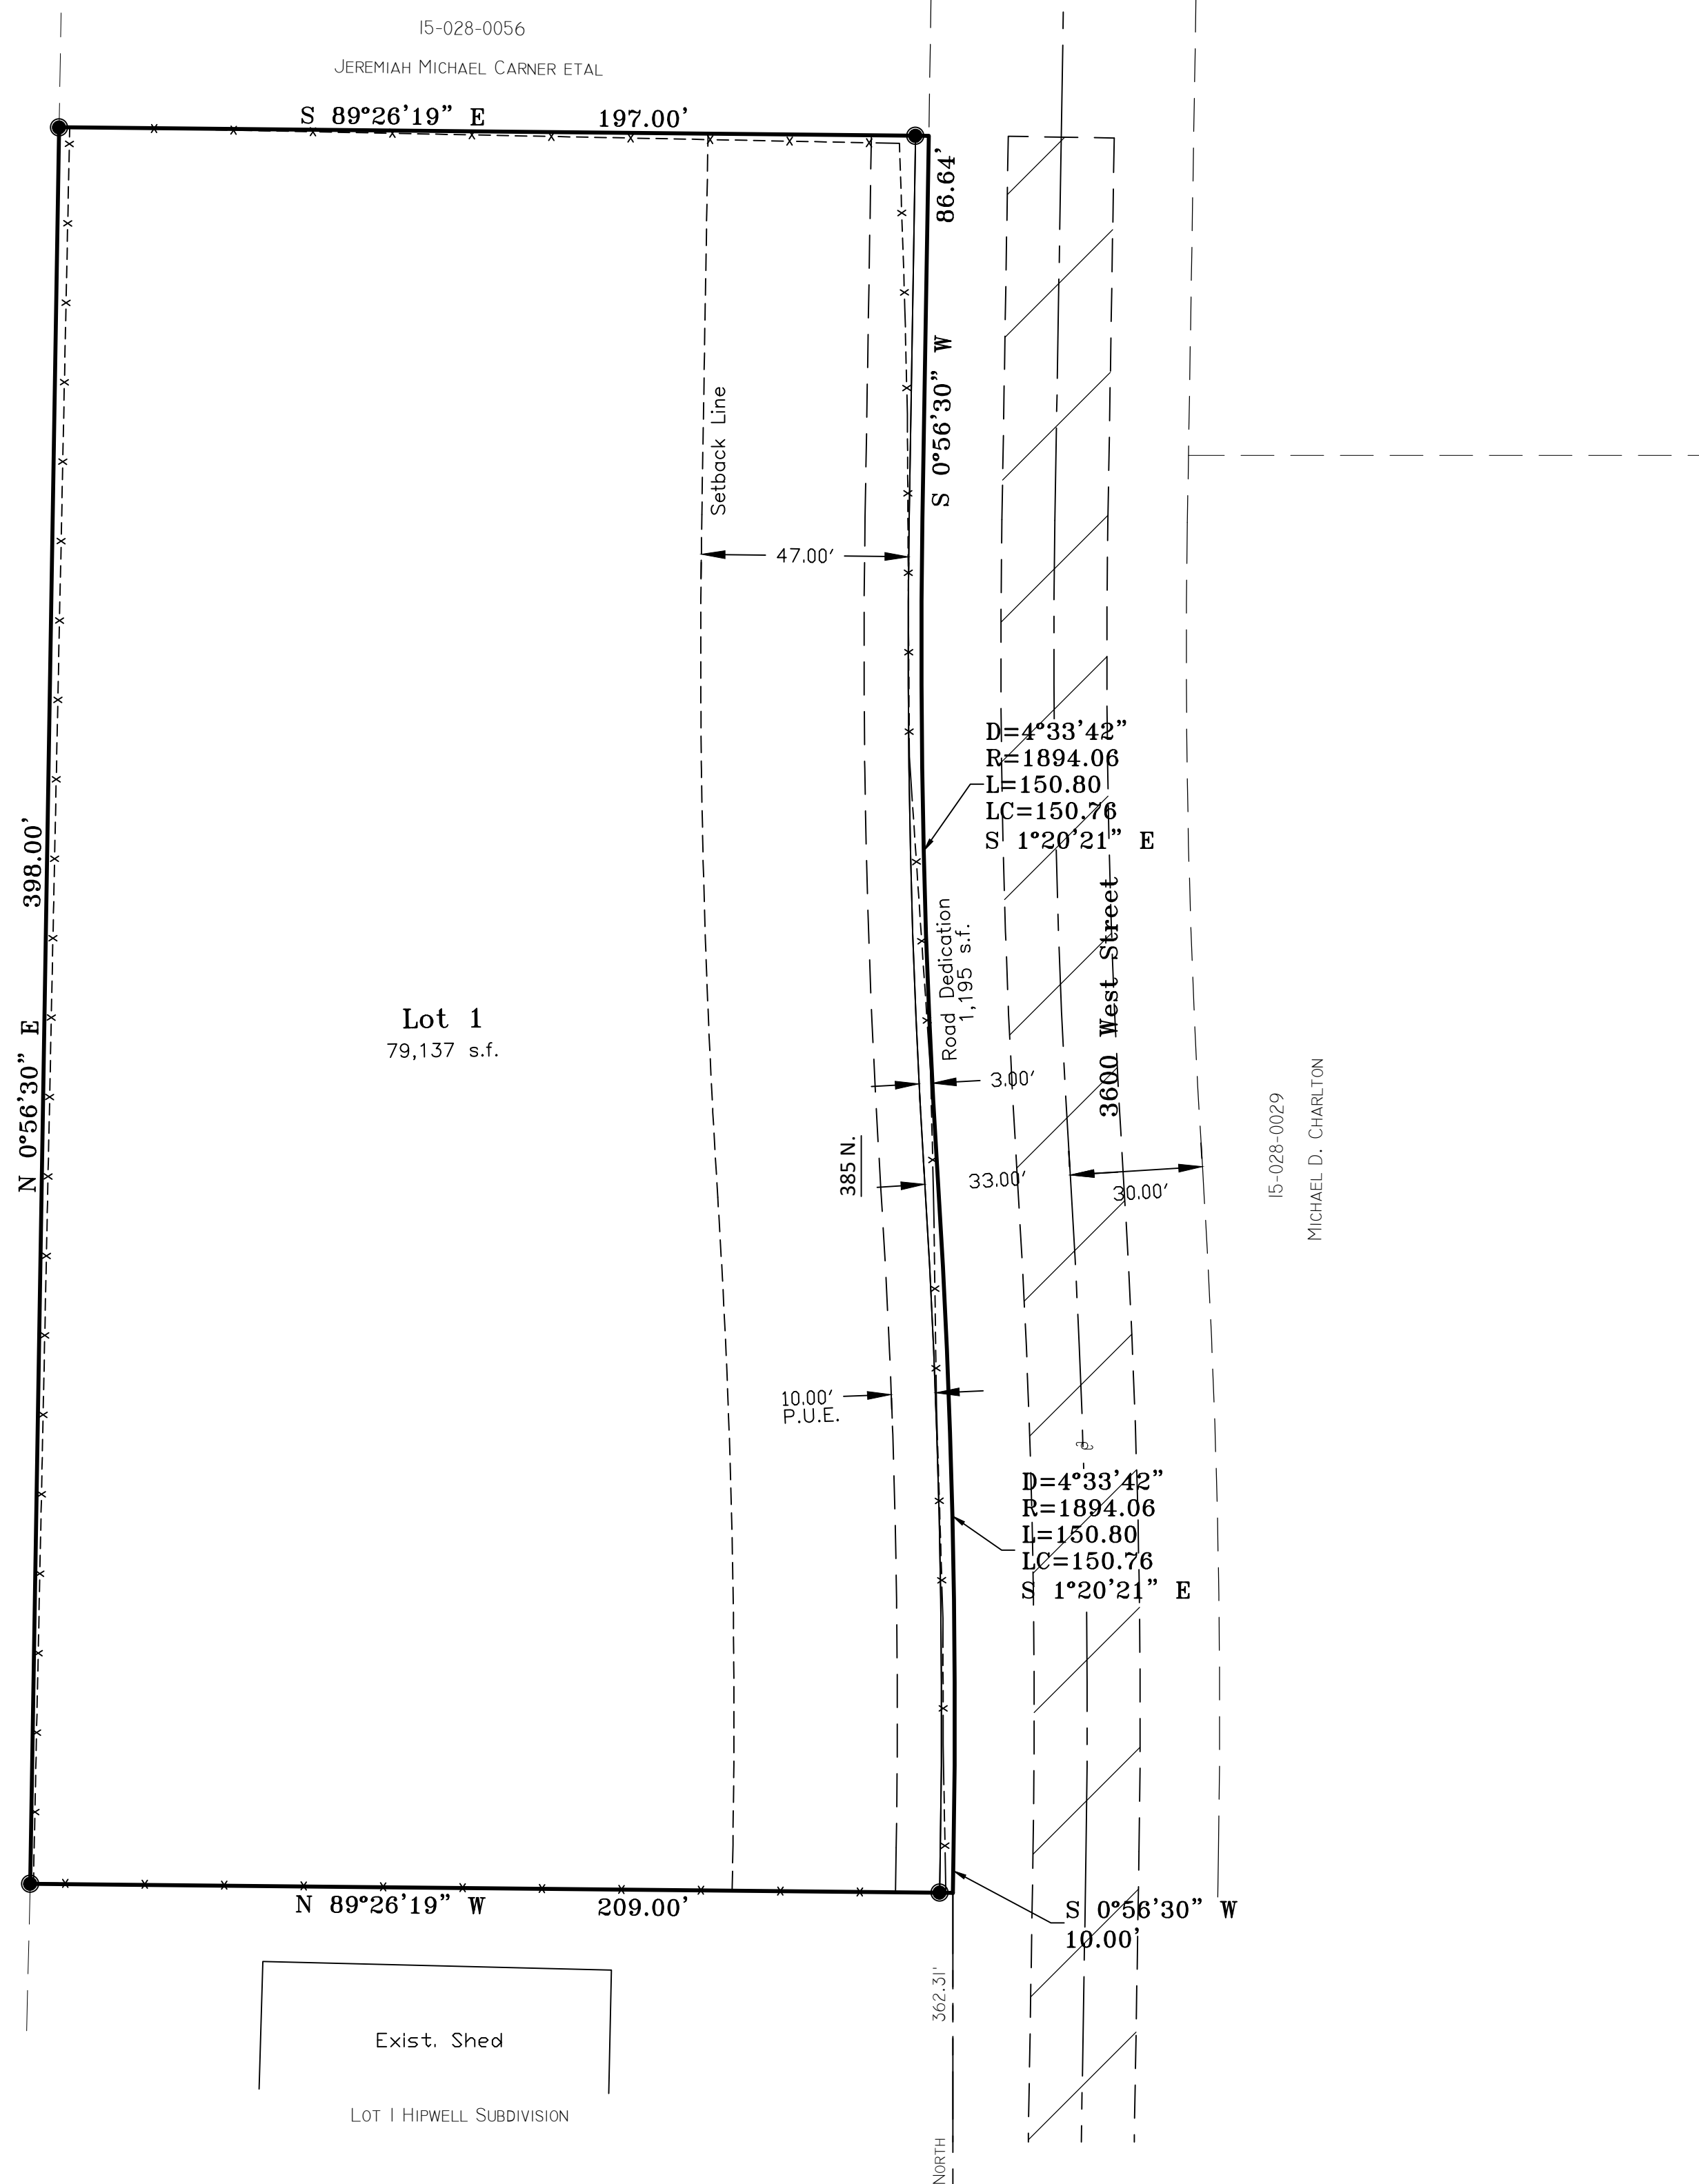 15-028-0056
JEREMIAH MICHAEL CARNER ETAL
S 89°26'19" E 197.00'
86.64'
S 0°56'30" W
Setback Line
47.00'
D=4°33'42"
R=1894.06
L=150.80
LC=150.76
S 1°20'21" E
N 0°56'30" E 398.00'
Road Dedication
1,195 s.f.
3600 West Street
Lot 1
79,137 s.f.
3.00'
385 N.
33.00'
30.00'
15-028-0029
MICHAEL D. CHARLTON
10.00'
P.U.E.
D=4°33'42"
R=1894.06
L=150.80
LC=150.76
S 1°20'21" E
N 89°26'19" W 209.00'
S 0°56'30" W
10.00'
362.31'
NORTH
Exist. Shed
LOT 1 HIPWELL SUBDIVISION